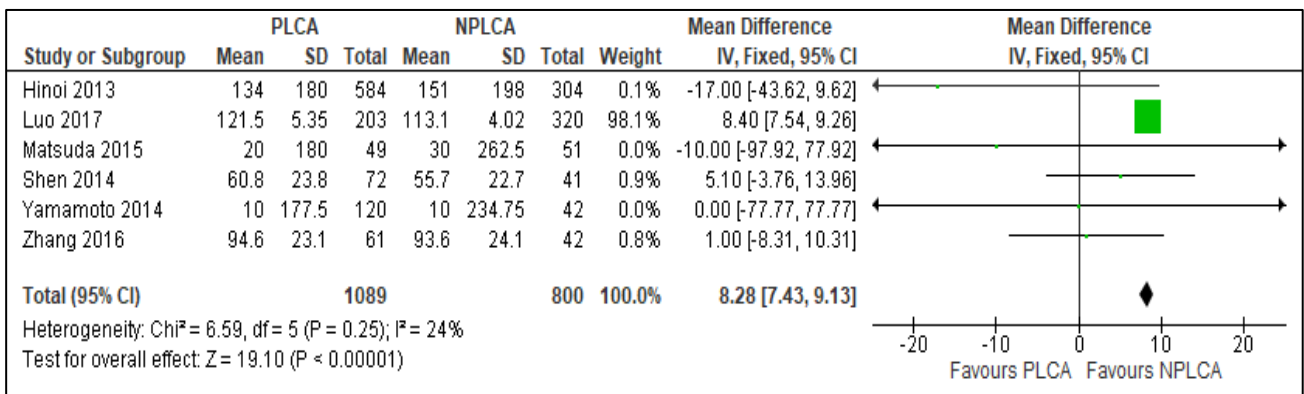 PLCA NPLCA Mean Difference Mean Difference
Study or Subgroup Mean SD Total Mean SD Total Weight IV, Fixed, 95% CI IV, Fixed, 95% CI
Hinoi 2013 134 180 584 151 198 304 0.1% -17.00 [-43.62, 9.62]
Luo 2017 121.5 5.35 203 113.1 4.02 320 98.1% 8.40 [7.54, 9.26]
Matsuda 2015 20 180 49 30 262.5 51 0.0% -10.00 [-97.92, 77.92]
Shen 2014 60.8 23.8 72 55.7 22.7 41 0.9% 5.10 [-3.76, 13.96]
Yamamoto 2014 10 177.5 120 10 234.75 42 0.0% 0.00 [-77.77, 77.77]
Zhang 2016 94.6 23.1 61 93.6 24.1 42 0.8% 1.00 [-8.31, 10.31]
Total (95% CI) 1089 800 100.0% 8.28 [7.43, 9.13]
Heterogeneity: Chi² = 6.59, df = 5 (P = 0.25); I² = 24%
Test for overall effect: Z = 19.10 (P < 0.00001)
-20 -10 0 10 20
Favours PLCA Favours NPLCA